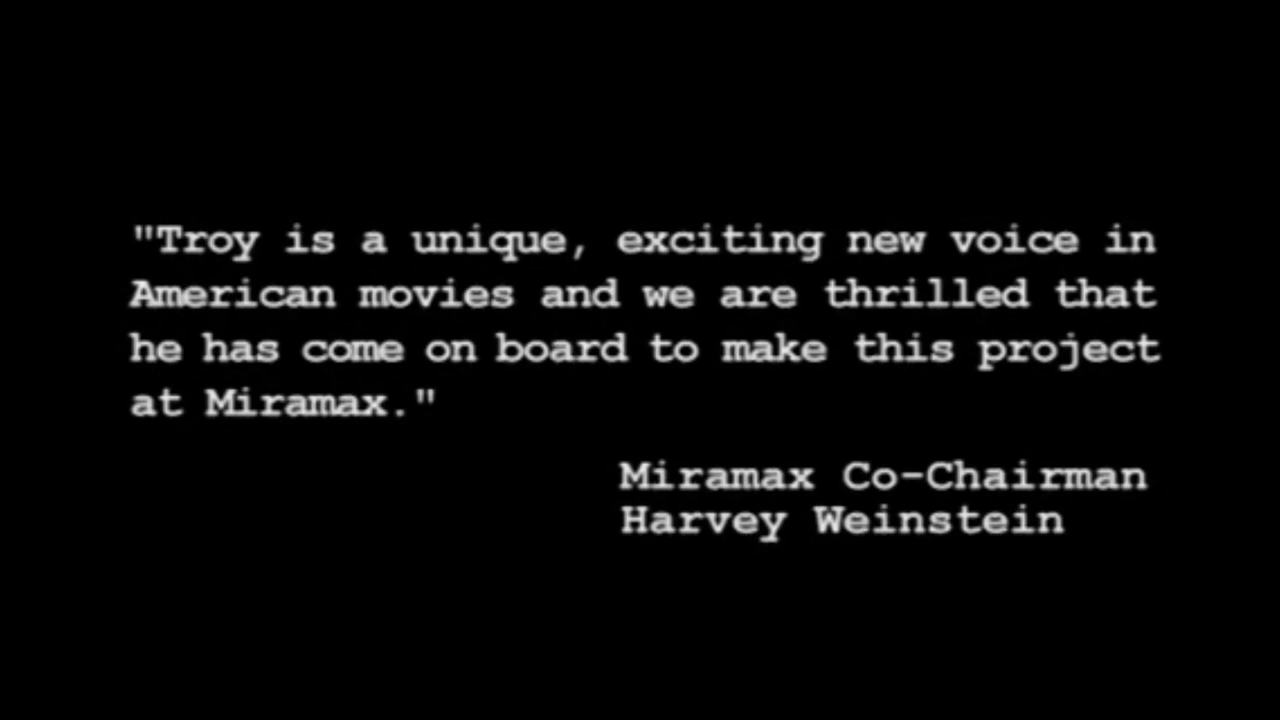 "Troy is a unique, exciting new voice in
American movies and we are thrilled that
he has come on board to make this project
at Miramax."
Miramax Co-Chairman
Harvey Weinstein